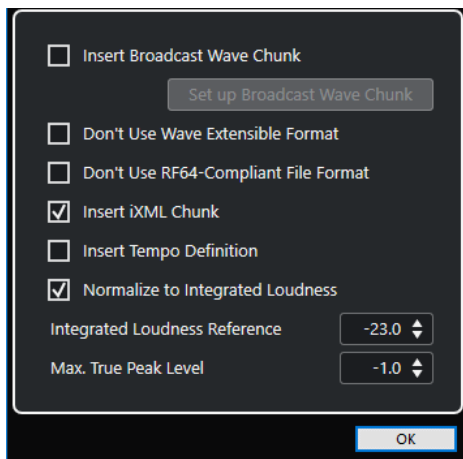 Insert Broadcast Wave Chunk
Set up Broadcast Wave Chunk
Don't Use Wave Extensible Format
Don't Use RF64-Compliant File Format
Insert iXML Chunk
Insert Tempo Definition
Normalize to Integrated Loudness
Integrated Loudness Reference -23.0
Max. True Peak Level -1.0
OK